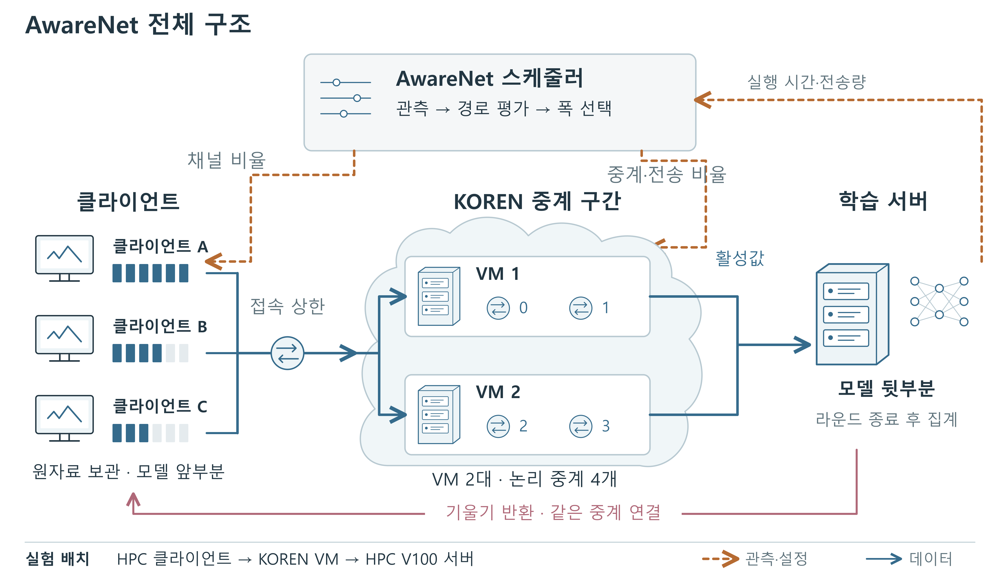 AwareNet 전체 구조
AwareNet 스케줄러
관측 → 경로 평가 → 폭 선택
실행 시간·전송량
채널 비율
중계·전송 비율
클라이언트
KOREN 중계 구간
학습 서버
클라이언트 A
클라이언트 B
클라이언트 C
접속 상한
VM 1
0
1
VM 2
2
3
활성값
모델 뒷부분
라운드 종료 후 집계
원자료 보관 · 모델 앞부분
VM 2대 · 논리 중계 4개
기울기 반환 · 같은 중계 연결
실험 배치
HPC 클라이언트 → KOREN VM → HPC V100 서버
관측·설정
데이터